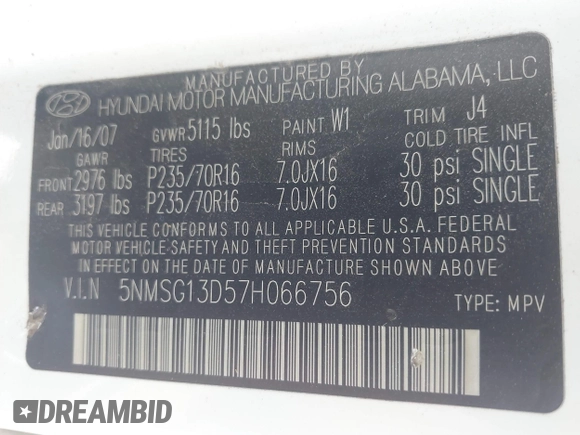 MANUFACTURED BY
HYUNDAI MOTOR MANUFACTURING ALABAMA, LLC
Jan/16/07 GVWR 5115 lbs PAINT W1 TRIM J4
GAWR TIRES RIMS COLD TIRE INFL
FRONT 2976 lbs P235/70R16 7.0JX16 30 psi SINGLE
REAR 3197 lbs P235/70R16 7.0JX16 30 psi SINGLE
THIS VEHICLE CONFORMS TO ALL APPLICABLE U.S.A. FEDERAL
MOTOR VEHICLE SAFETY AND THEFT PREVENTION STANDARDS
IN EFFECT ON THE DATE OF MANUFACTURE SHOWN ABOVE
V.I.N 5NMSG13D57H066756 TYPE: MPV
DREAMBID